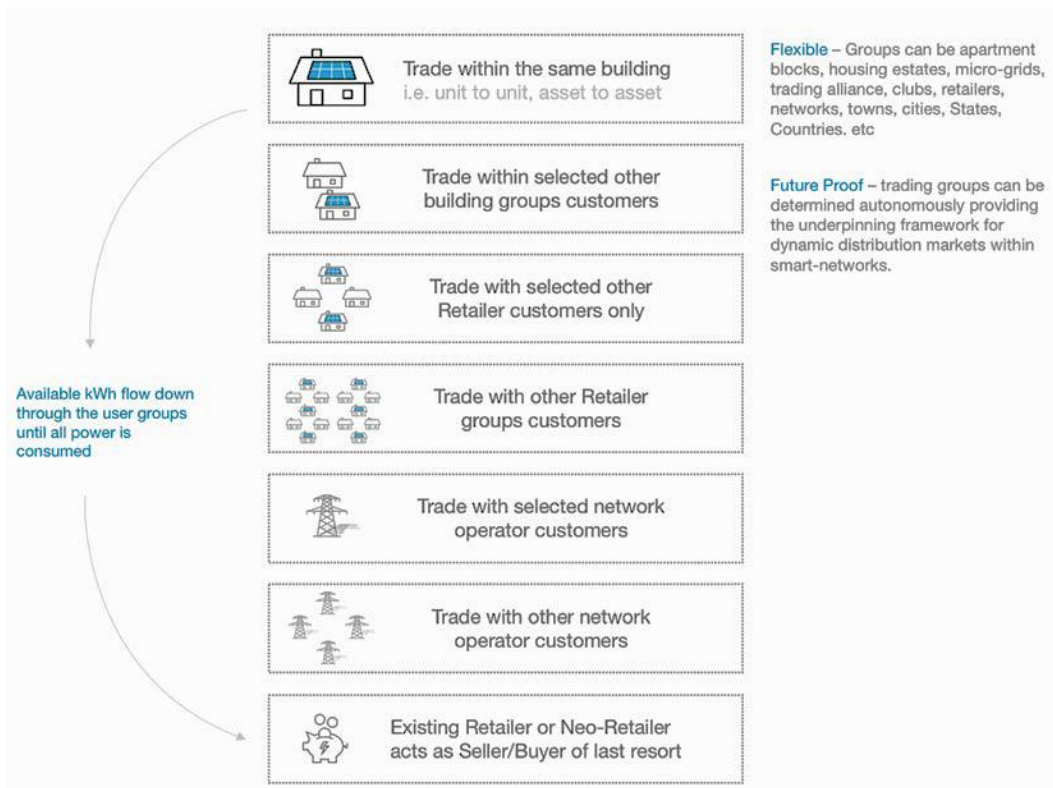 Trade within the same building
i.e. unit to unit, asset to asset
Trade within selected other
building groups customers
Trade with selected other
Retailer customers only
Trade with other Retailer
groups customers
Trade with selected network
operator customers
Trade with other network
operator customers
Existing Retailer or Neo-Retailer
acts as Seller/Buyer of last resort
Available kWh flow down
through the user groups
until all power is
consumed
Flexible – Groups can be apartment
blocks, housing estates, micro-grids,
trading alliance, clubs, retailers,
networks, towns, cities, States,
Countries. etc
Future Proof – trading groups can be
determined autonomously providing
the underpinning framework for
dynamic distribution markets within
smart-networks.